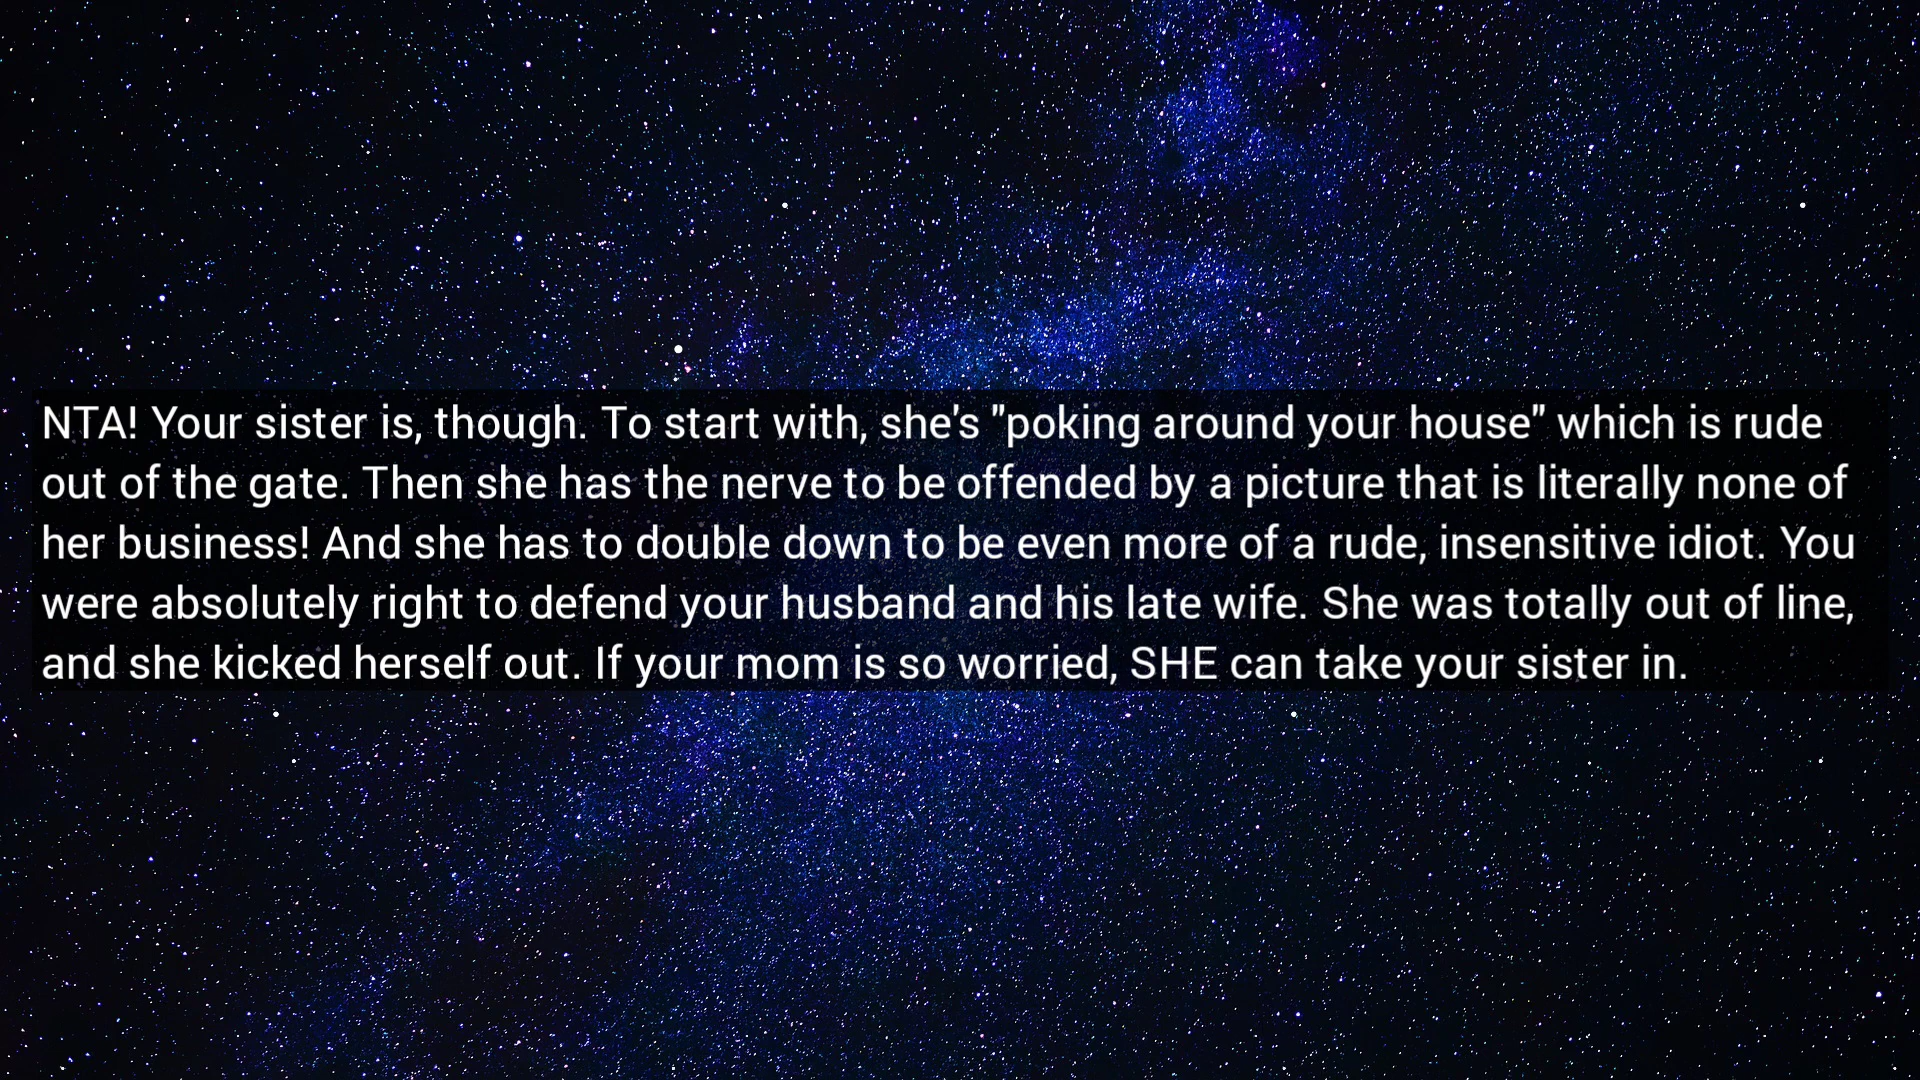 NTA! Your sister is, though. To start with, she's "poking around your house" which is rude
out of the gate. Then she has the nerve to be offended by a picture that is literally none of
her business! And she has to double down to be even more of a rude, insensitive idiot. You
were absolutely right to defend your husband and his late wife. She was totally out of line,
and she kicked herself out. If your mom is so worried, SHE can take your sister in.